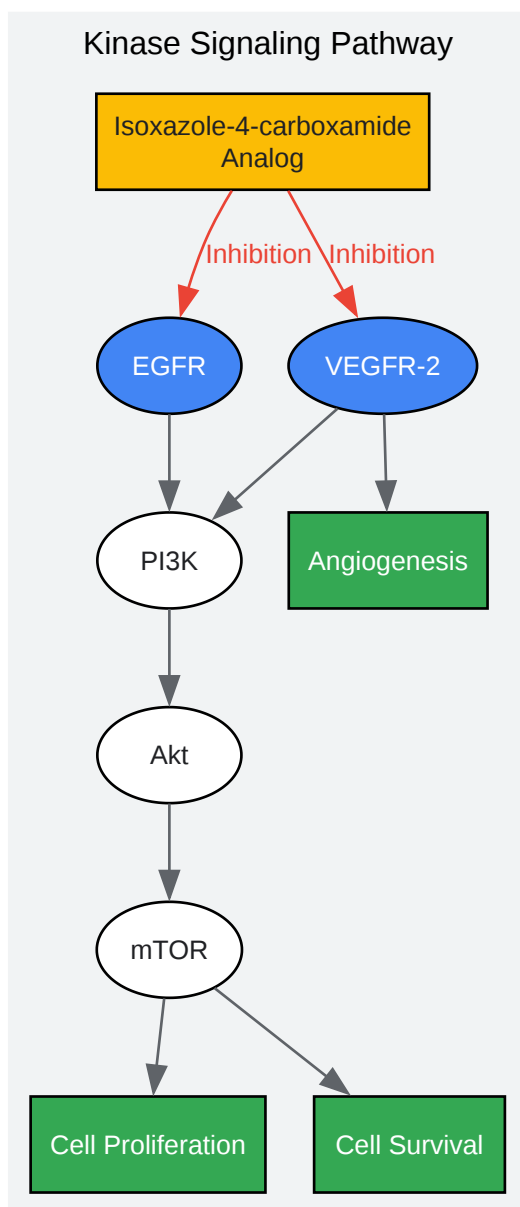 Kinase Signaling Pathway
Isoxazole-4-carboxamide
Analog
Inhibition
Inhibition
EGFR
VEGFR-2
PI3K
Angiogenesis
Akt
mTOR
Cell Proliferation
Cell Survival